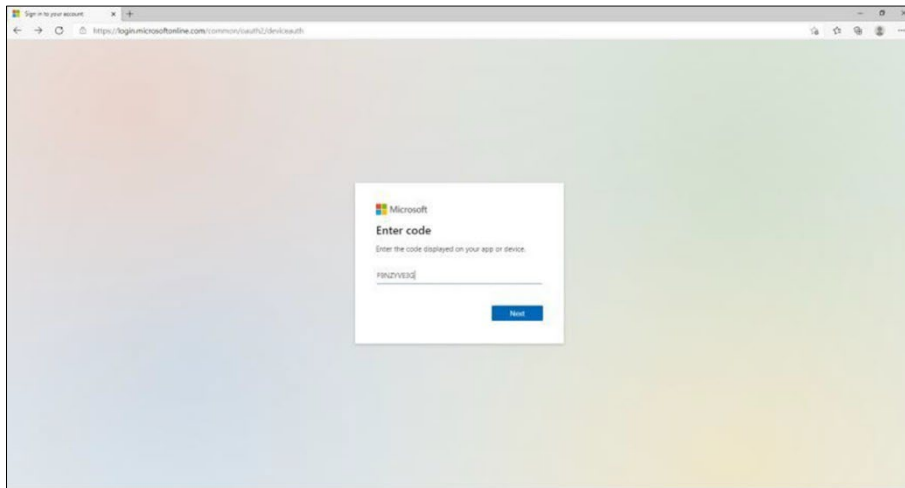 Sign in to your account
https://login.microsoftonline.com/common/oauth2/deviceauth
Microsoft
Enter code
Enter the code displayed on your app or device.
Next